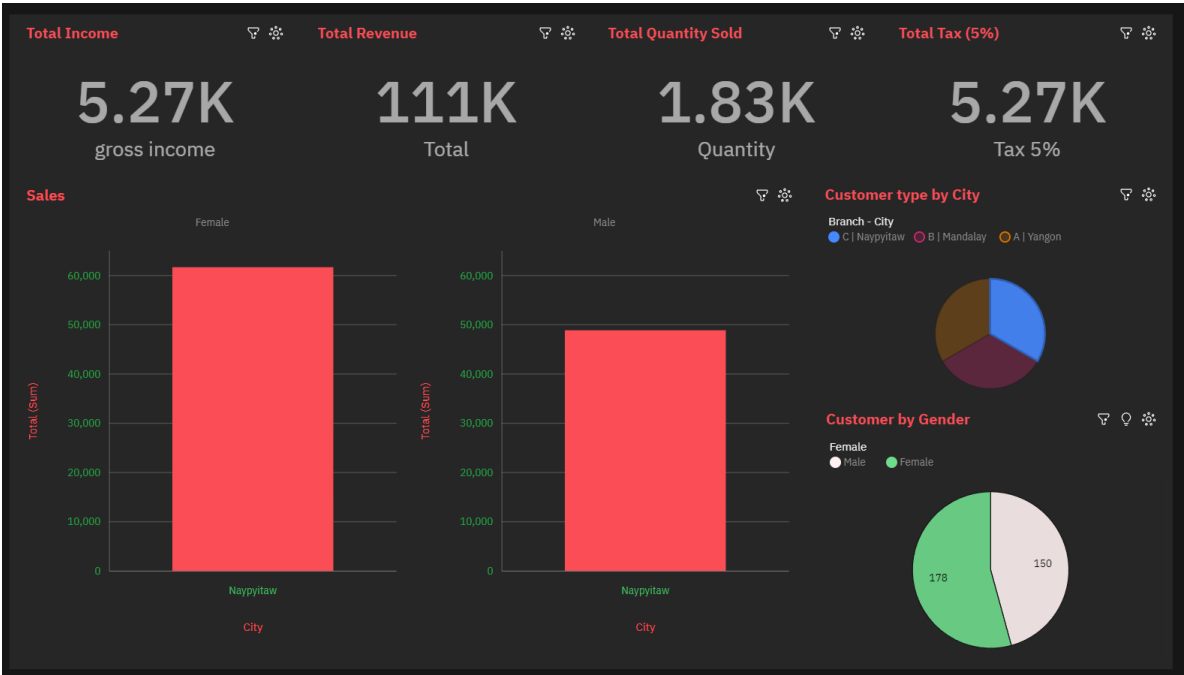 Total Income
Total Revenue
Total Quantity Sold
Total Tax (5%)
5.27K
gross income
111K
Total
1.83K
Quantity
5.27K
Tax 5%
Sales
Female
Male
Total (Sum)
60,000
50,000
40,000
30,000
20,000
10,000
0
Naypyitaw
City
Total (Sum)
60,000
50,000
40,000
30,000
20,000
10,000
0
Naypyitaw
City
Customer type by City
Branch - City
C | Naypyitaw B | Mandalay A | Yangon
Customer by Gender
Female
Male Female
178
150